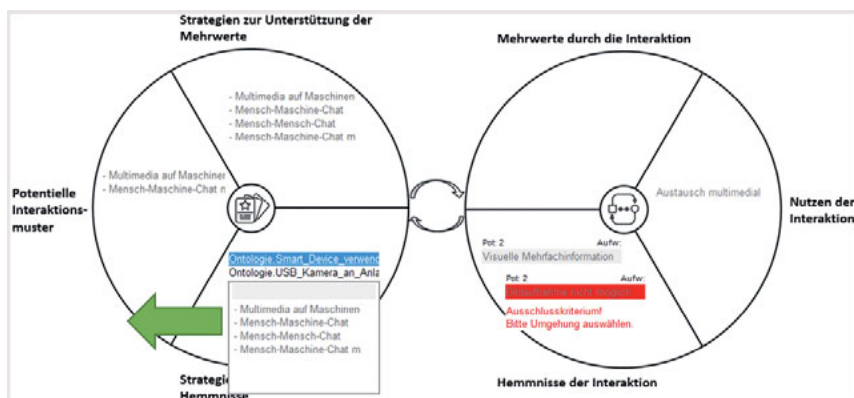 Strategien zur Unterstützung der
Mehrwerte
- Multimedia auf Maschinen
- Mensch-Maschine-Chat
- Mensch-Mensch-Chat
- Mensch-Maschine-Chat m
- Multimedia auf Maschinen
- Mensch-Maschine-Chat
Potentielle
Interaktions-
muster
Ontologie.Smart_Device_verwend
Ontologie.USB_Kamera_an_Anla
- Multimedia auf Maschinen
- Mensch-Maschine-Chat
- Mensch-Mensch-Chat
- Mensch-Maschine-Chat m
Hemmnisse
Mehrwerte durch die Interaktion
Austausch multimedial
Nutzen der
Interaktion
Pot: 2 Aufw:
Visuelle Mehrfachinformation
Pot: 2 Aufw:
Ausschlusskriterium!
Bitte Umgehung auswählen.
Hemmnisse der Interaktion